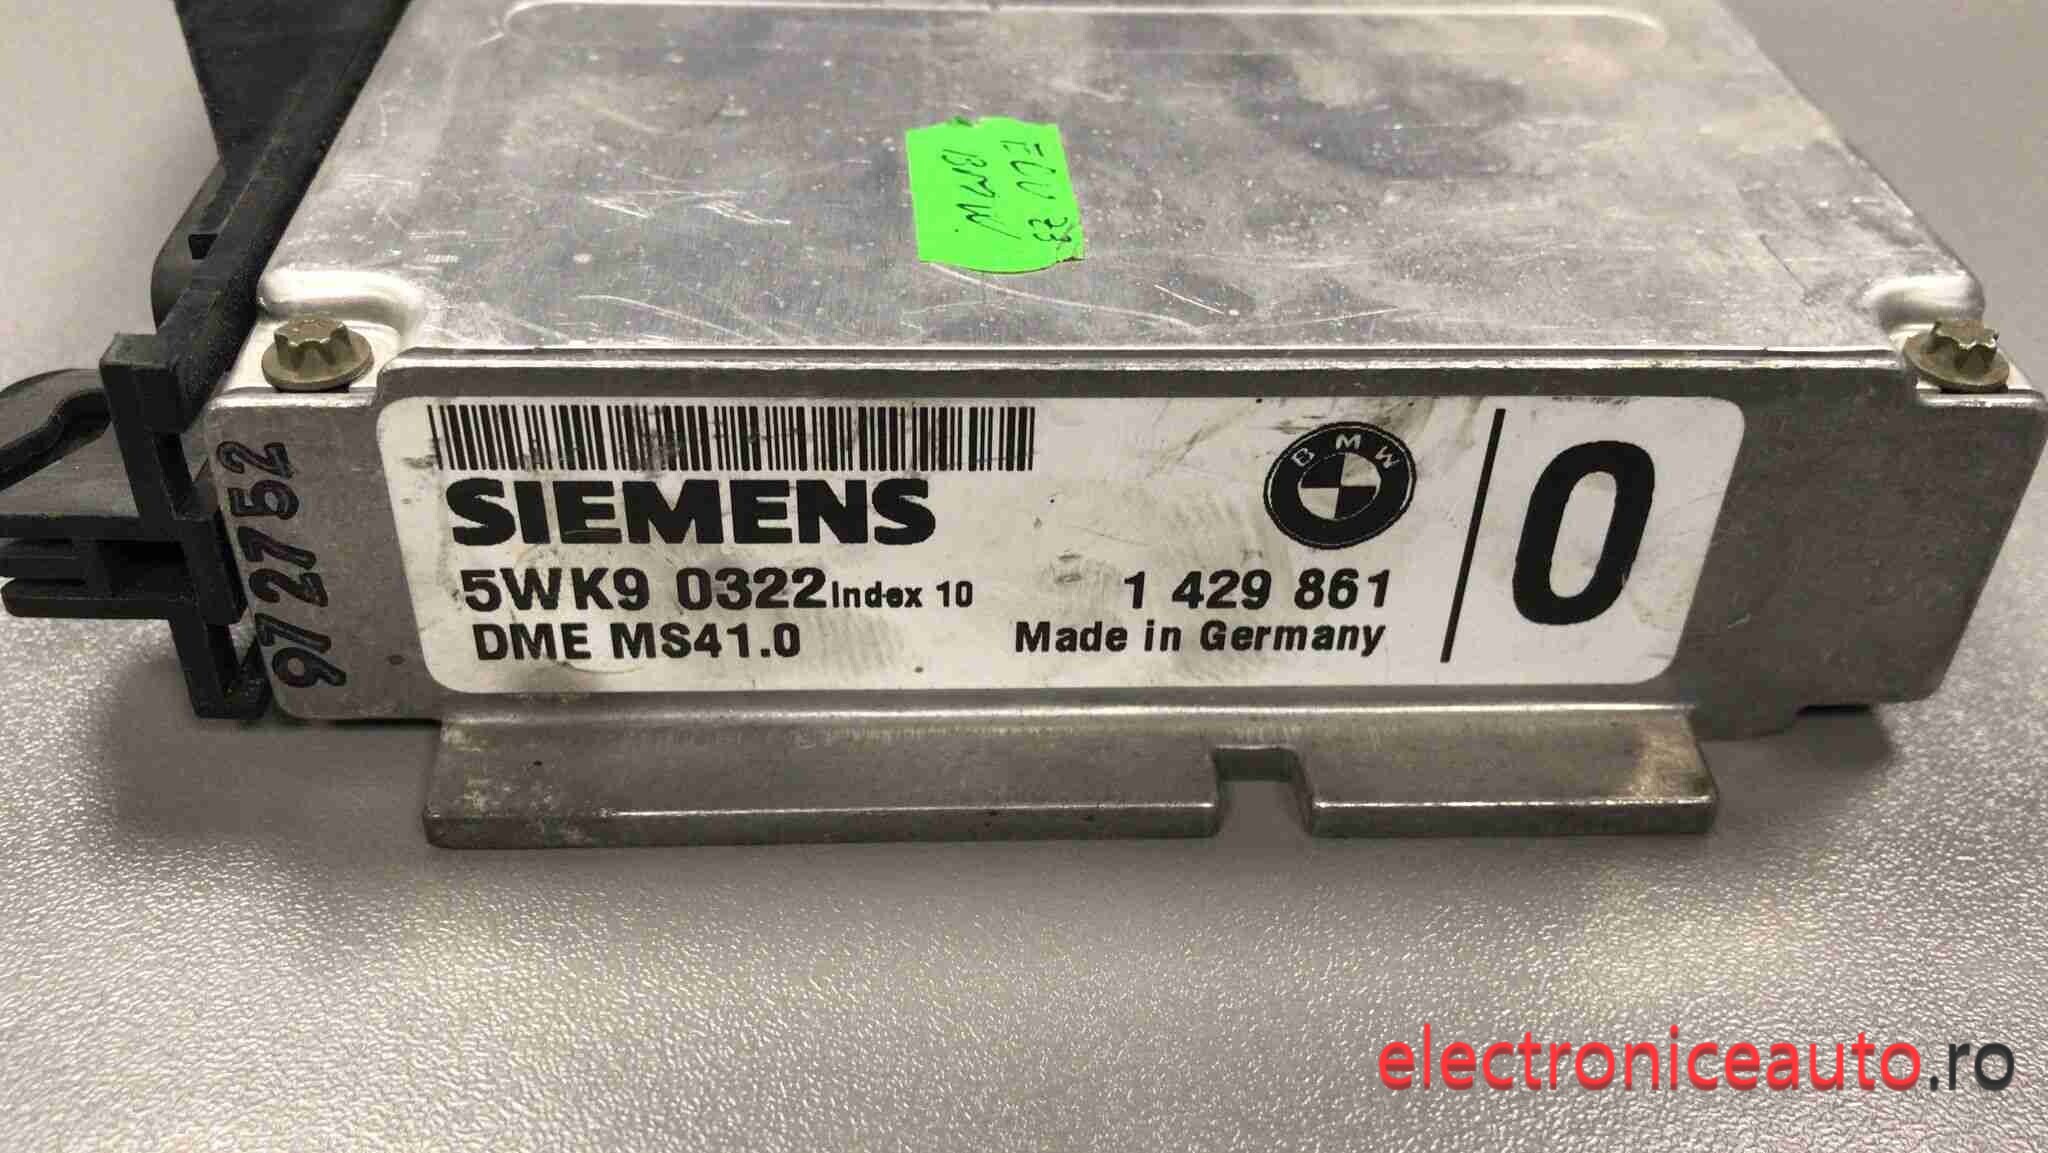 ECU 23
BMW
972752
SIEMENS
BMW
5WK9 0322 Index 10
1 429 861
0
DME MS41.0
Made in Germany
electroniceauto.ro